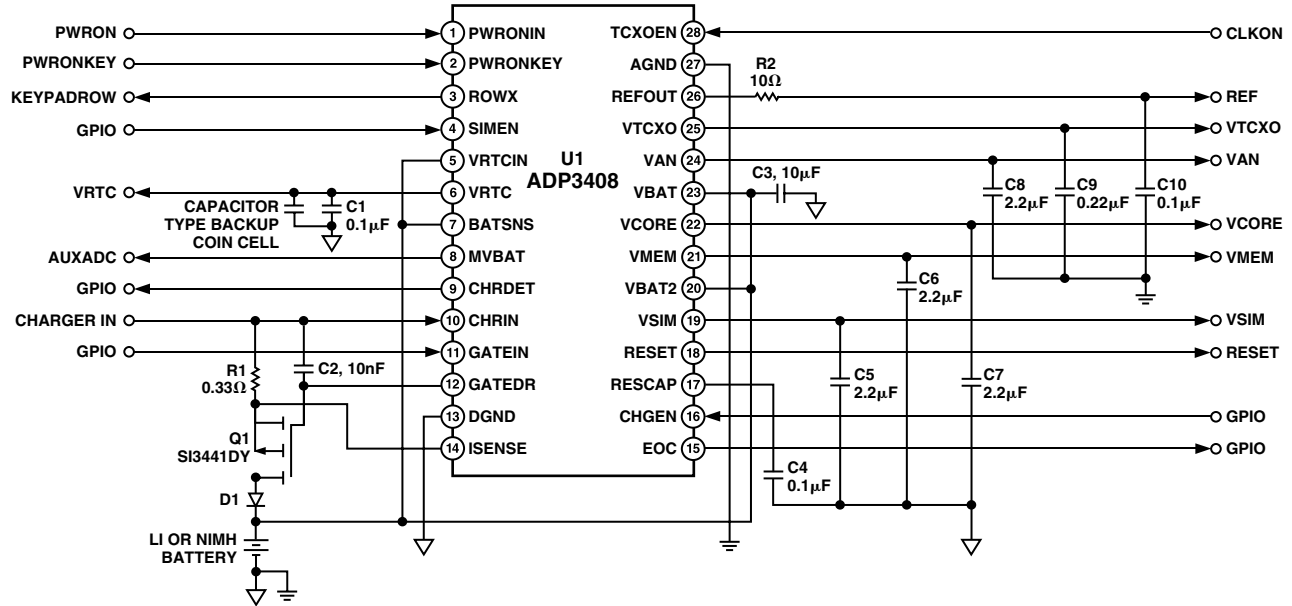 PWRON
PWRONKEY
KEYPADROW
GPIO
VRTC
CAPACITOR
TYPE BACKUP
COIN CELL
C1
0.1μF
AUXADC
GPIO
CHARGER IN
GPIO
R1
0.33Ω
C2, 10nF
Q1
SI3441DY
D1
LI OR NIMH
BATTERY
1 PWRONIN
2 PWRONKEY
3 ROWX
4 SIMEN
5 VRTCIN
6 VRTC
7 BATSNS
8 MVBAT
9 CHRDET
10 CHRIN
11 GATEIN
12 GATEDR
13 DGND
14 ISENSE
U1
ADP3408
TCXOEN 28
AGND 27
REFOUT 26
VTCXO 25
VAN 24
VBAT 23
VCORE 22
VMEM 21
VBAT2 20
VSIM 19
RESET 18
RESCAP 17
CHGEN 16
EOC 15
R2
10Ω
C3, 10μF
C8
2.2μF
C9
0.22μF
C10
0.1μF
C6
2.2μF
C5
2.2μF
C7
2.2μF
C4
0.1μF
CLKON
REF
VTCXO
VAN
VCORE
VMEM
VSIM
RESET
GPIO
GPIO